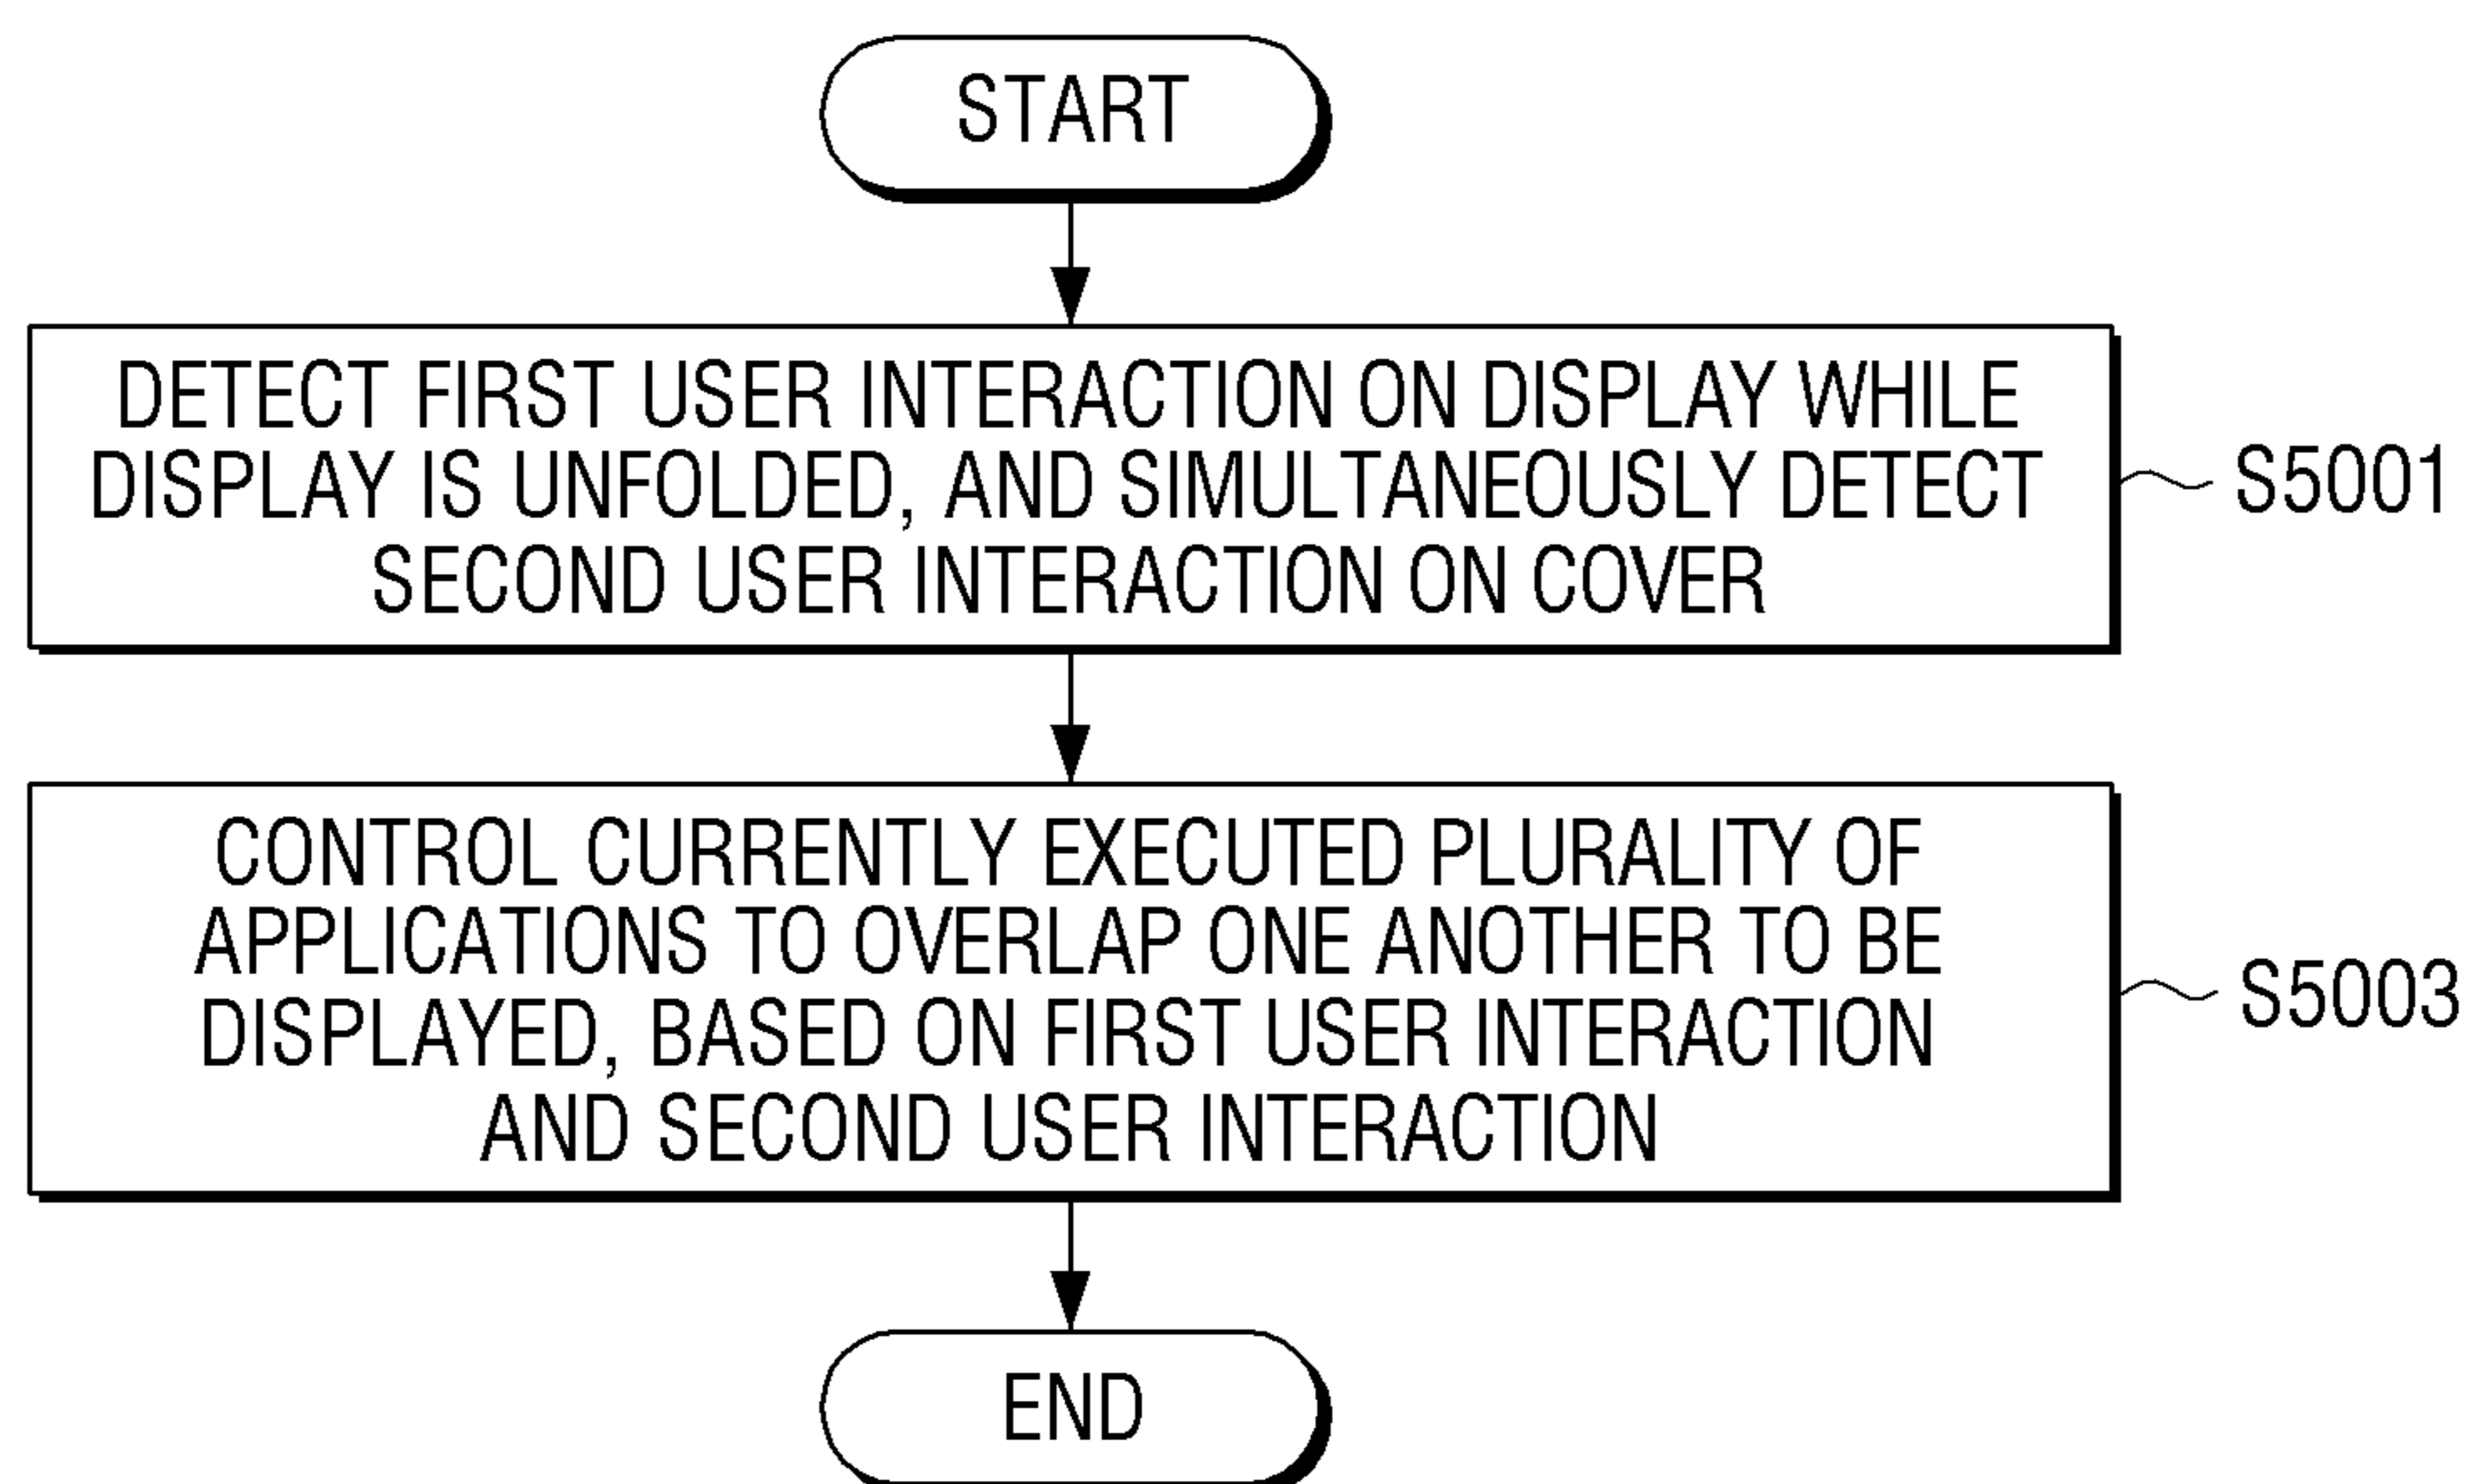 START
DETECT FIRST USER INTERACTION ON DISPLAY WHILE
DISPLAY IS UNFOLDED, AND SIMULTANEOUSLY DETECT
SECOND USER INTERACTION ON COVER
S5001
CONTROL CURRENTLY EXECUTED PLURALITY OF
APPLICATIONS TO OVERLAP ONE ANOTHER TO BE
DISPLAYED, BASED ON FIRST USER INTERACTION
AND SECOND USER INTERACTION
S5003
END